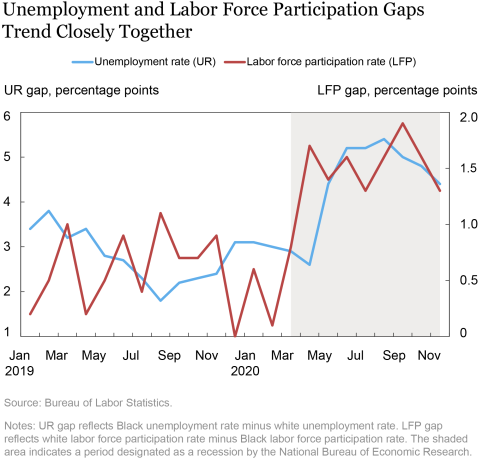 Unemployment and Labor Force Participation Gaps
Trend Closely Together
Unemployment rate (UR) Labor force participation rate (LFP)
UR gap, percentage points LFP gap, percentage points
6 2.0
5 1.5
4 1.0
3
2 0.5
1 0
Jan Mar May Jul Sep Nov Jan Mar May Jul Sep Nov
2019 2020
Source: Bureau of Labor Statistics.
Notes: UR gap reflects Black unemployment rate minus white unemployment rate. LFP gap
reflects white labor force participation rate minus Black labor force participation rate. The shaded
area indicates a period designated as a recession by the National Bureau of Economic Research.